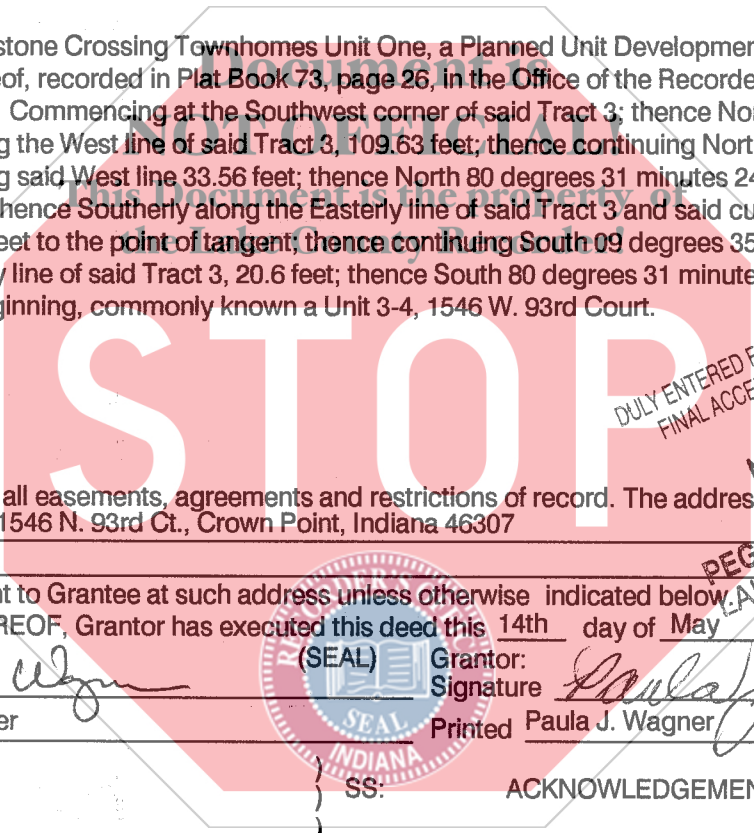 stone Crossing Townhomes Unit One, a Planned Unit Developmen
eof, recorded in Plat Book 73, page 26, in the Office of the Recorde
Commencing at the Southwest corner of said Tract 3; thence No
g the West line of said Tract 3, 109.63 feet; thence continuing Nort
g said West line 33.56 feet; thence North 80 degrees 31 minutes 24
hence Southerly along the Easterly line of said Tract 3 and said cu
eet to the point of tangent; thence continuing South 09 degrees 35
y line of said Tract 3, 20.6 feet; thence South 80 degrees 31 minute
ginning, commonly known a Unit 3-4, 1546 W. 93rd Court.
Document is
NOT OFFICIAL!
This Document is the property of
the Lake County Recorder!
STOP
DULY ENTERED F
FINAL ACCE
all easements, agreements and restrictions of record. The addres
1546 N. 93rd Ct., Crown Point, Indiana 46307
PEG
LA
nt to Grantee at such address unless otherwise indicated below
REOF, Grantor has executed this deed this 14th day of May
(SEAL) Grantor:
Signature Paula J
er Printed Paula J. Wagner
RECORDER'S OFFICE
SEAL
INDIANA
) SS: ACKNOWLEDGEMEN
)